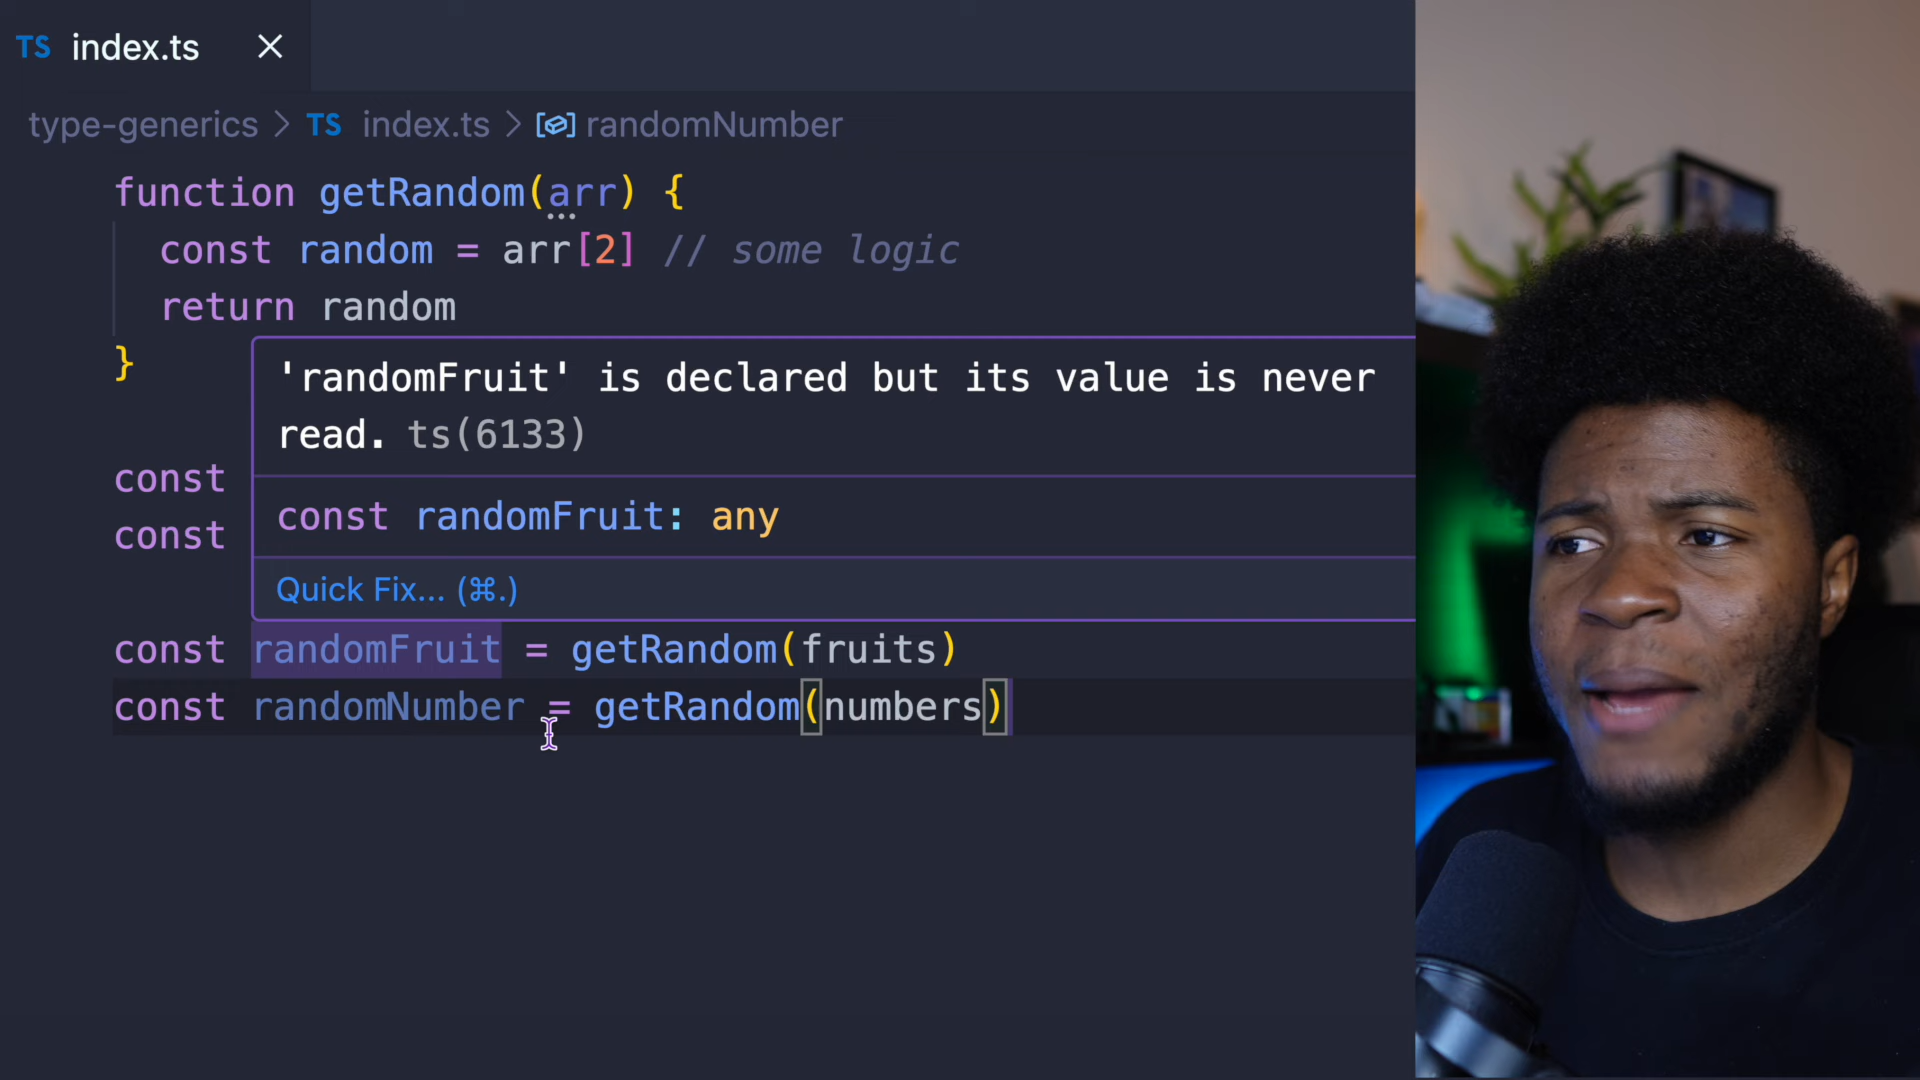 TS index.ts
type-generics > TS index.ts > randomNumber
function getRandom(arr) {
const random = arr[2] // some logic
return random
}
'randomFruit' is declared but its value is never
read. ts(6133)
const
const randomFruit: any
const
Quick Fix... (⌘.)
const randomFruit = getRandom(fruits)
const randomNumber = getRandom(numbers)